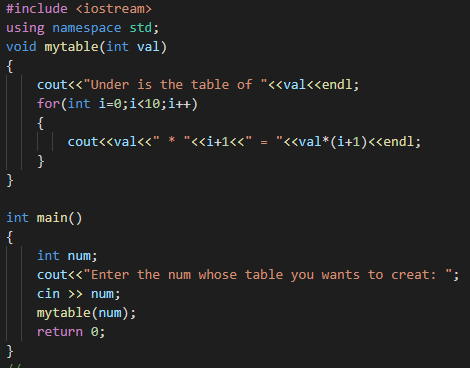 #include <iostream>
using namespace std;
void mytable(int val)
{
    cout<<"Under is the table of "<<val<<endl;
    for(int i=0;i<10;i++)
    {
        cout<<val<<" * "<<i+1<<" = "<<val*(i+1)<<endl;
    }
}

int main()
{
    int num;
    cout<<"Enter the num whose table you wants to creat: ";
    cin >> num;
    mytable(num);
    return 0;
}
//